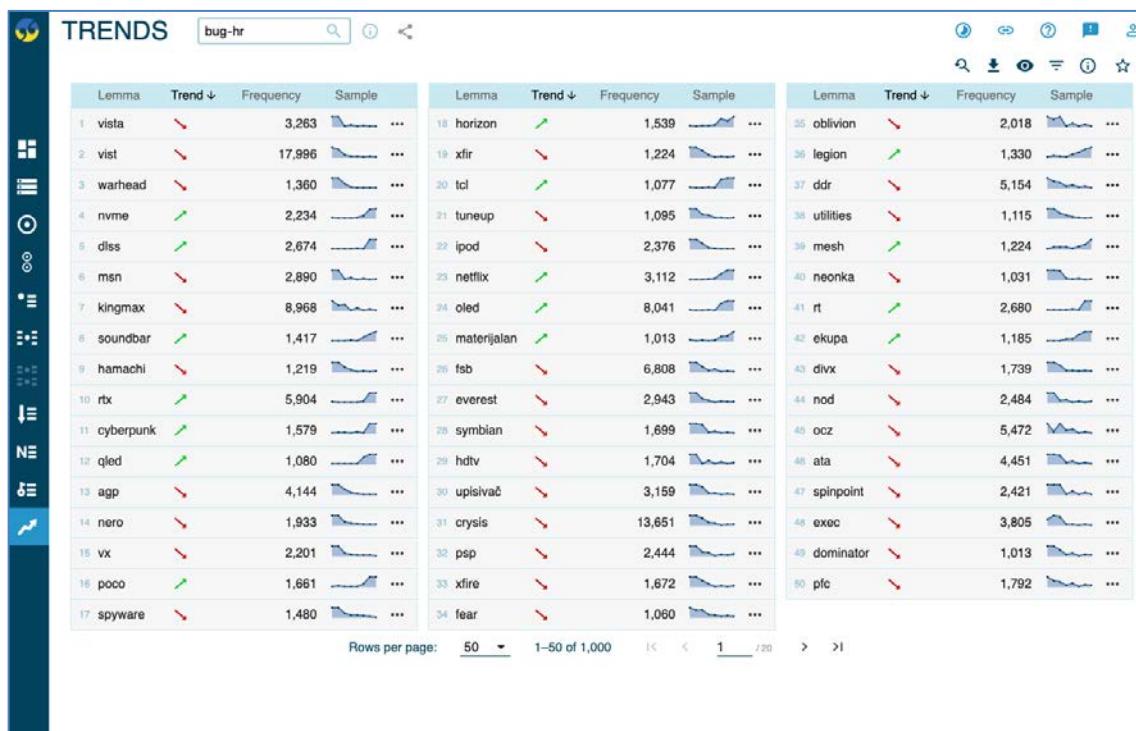 TRENDS bug-hr
Lemma Trend ↓ Frequency Sample Lemma Trend ↓ Frequency Sample Lemma Trend ↓ Frequency Sample
1 vista 3,263 ... 18 horizon 1,539 ... 35 oblivion 2,018 ...
2 vist 17,996 ... 19 xfir 1,224 ... 36 legion 1,330 ...
3 warhead 1,360 ... 20 tcl 1,077 ... 37 ddr 5,154 ...
4 nvme 2,234 ... 21 tuneup 1,095 ... 38 utilities 1,115 ...
5 dlss 2,674 ... 22 ipod 2,376 ... 39 mesh 1,224 ...
6 msn 2,890 ... 23 netflix 3,112 ... 40 neonka 1,031 ...
7 kingmax 8,968 ... 24 oled 8,041 ... 41 rt 2,680 ...
8 soundbar 1,417 ... 25 materijalan 1,013 ... 42 ekupa 1,185 ...
9 hamachi 1,219 ... 26 fsb 6,808 ... 43 divx 1,739 ...
10 rtx 5,904 ... 27 everest 2,943 ... 44 nod 2,484 ...
11 cyberpunk 1,579 ... 28 symbian 1,699 ... 45 ocz 5,472 ...
12 qled 1,080 ... 29 hdtv 1,704 ... 46 ata 4,451 ...
13 agp 4,144 ... 30 upisivač 3,159 ... 47 spinpoint 2,421 ...
14 nero 1,933 ... 31 crysis 13,651 ... 48 exec 3,805 ...
15 vx 2,201 ... 32 psp 2,444 ... 49 dominator 1,013 ...
16 poco 1,661 ... 33 xfire 1,672 ... 50 pfc 1,792 ...
17 spyware 1,480 ... 34 fear 1,060 ...
Rows per page: 50 1–50 of 1,000 |< < 1 / 20 > >|